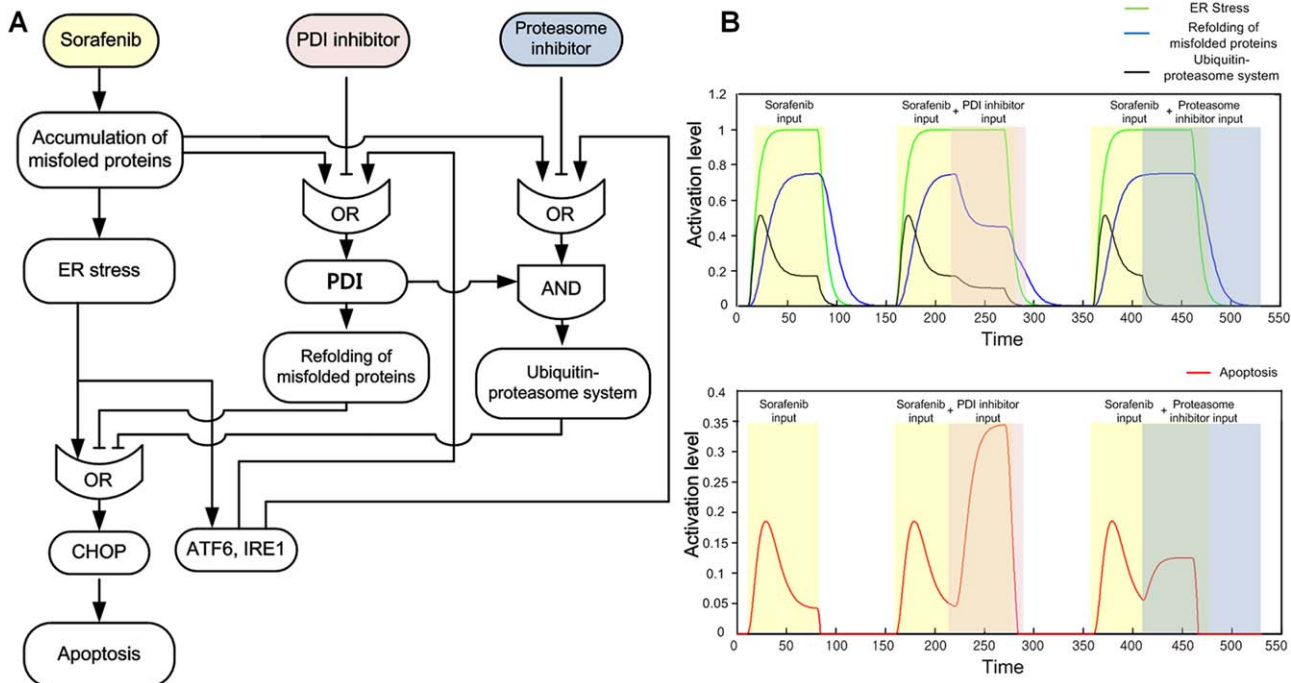 A
Sorafenib
PDI inhibitor
Proteasome
inhibitor
Accumulation of
misfoled proteins
OR
OR
ER stress
PDI
AND
Refolding of
misfolded proteins
Ubiquitin-
proteasome system
OR
CHOP
ATF6, IRE1
Apoptosis
B
ER Stress
Refolding of
misfolded proteins
Ubiquitin-
proteasome system
Sorafenib
input
Sorafenib + PDI inhibitor
input input
Sorafenib + Proteasome
input inhibitor input
Activation level
1.2
1
0.8
0.6
0.4
0.2
0
0 50 100 150 200 250 300 350 400 450 500 550
Time
Apoptosis
Sorafenib
input
Sorafenib + PDI inhibitor
input input
Sorafenib + Proteasome
input inhibitor input
Activation level
0.4
0.35
0.3
0.25
0.2
0.15
0.1
0.05
0
0 50 100 150 200 250 300 350 400 450 500 550
Time